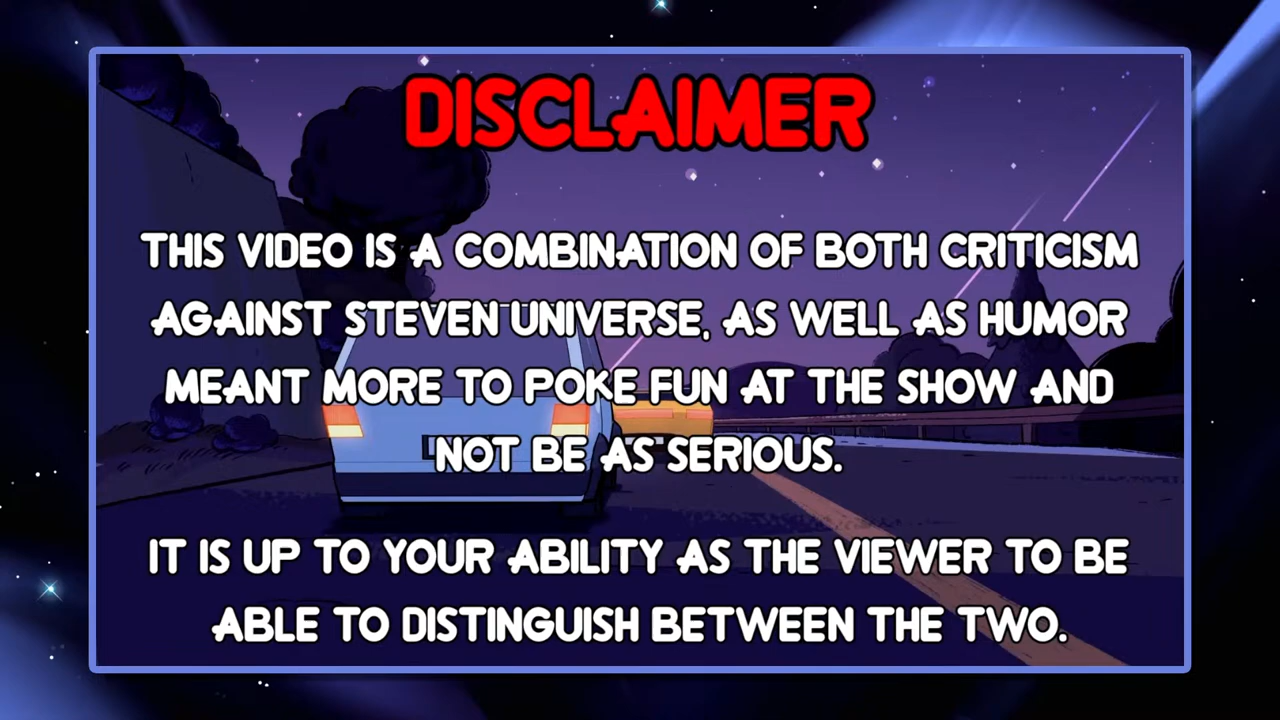 DISCLAIMER
THIS VIDEO IS A COMBINATION OF BOTH CRITICISM
AGAINST STEVEN UNIVERSE, AS WELL AS HUMOR
MEANT MORE TO POKE FUN AT THE SHOW AND
NOT BE AS SERIOUS.
IT IS UP TO YOUR ABILITY AS THE VIEWER TO BE
ABLE TO DISTINGUISH BETWEEN THE TWO.